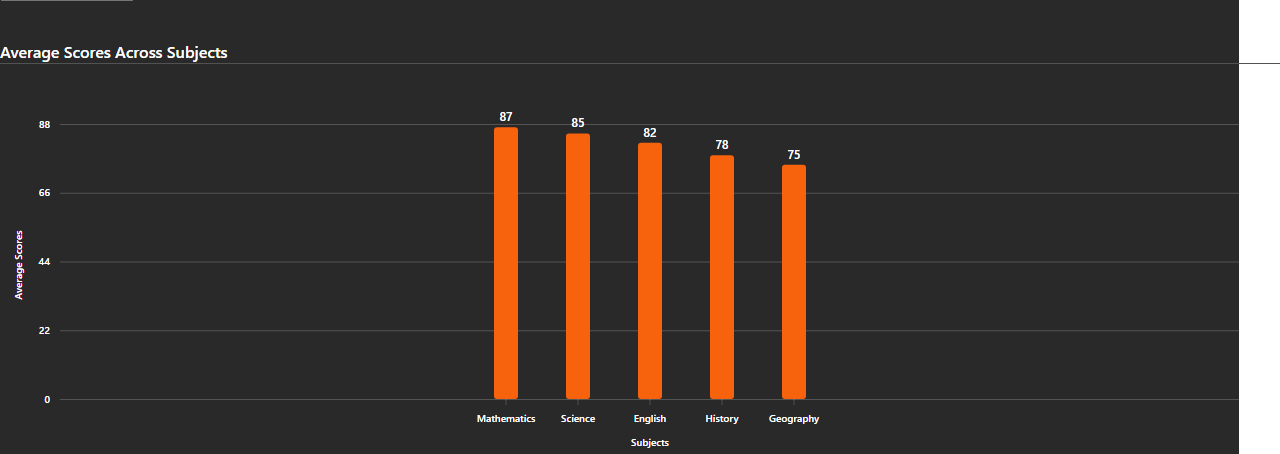 Average Scores Across Subjects
87
85
82
78
75
88
66
44
22
0
Average Scores
Mathematics Science English History Geography
Subjects